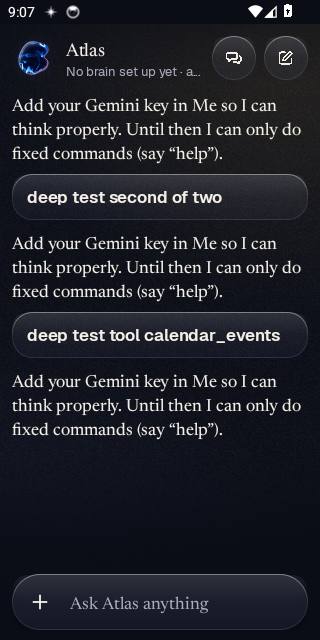 9:07
Atlas
No brain set up yet · a...
Add your Gemini key in Me so I can
think properly. Until then I can only do
fixed commands (say “help”).
deep test second of two
Add your Gemini key in Me so I can
think properly. Until then I can only do
fixed commands (say “help”).
deep test tool calendar_events
Add your Gemini key in Me so I can
think properly. Until then I can only do
fixed commands (say “help”).
Ask Atlas anything